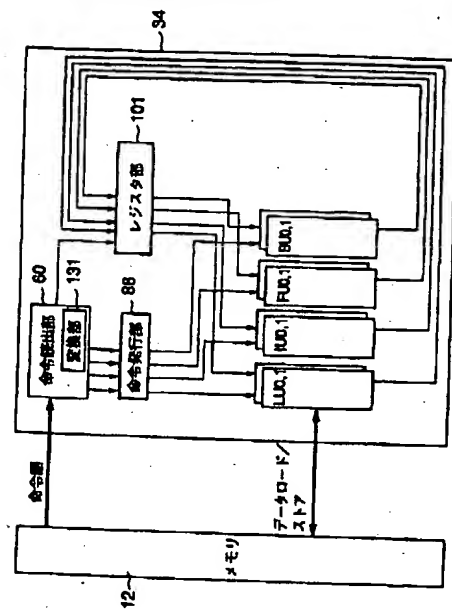 34
60
命令読出部
131
変換部
101
レジスタ部
88
命令発行部
命令語
LU0,1
IU0,1
FU0,1
BU0,1
データロード/
ストア
メモリ
12